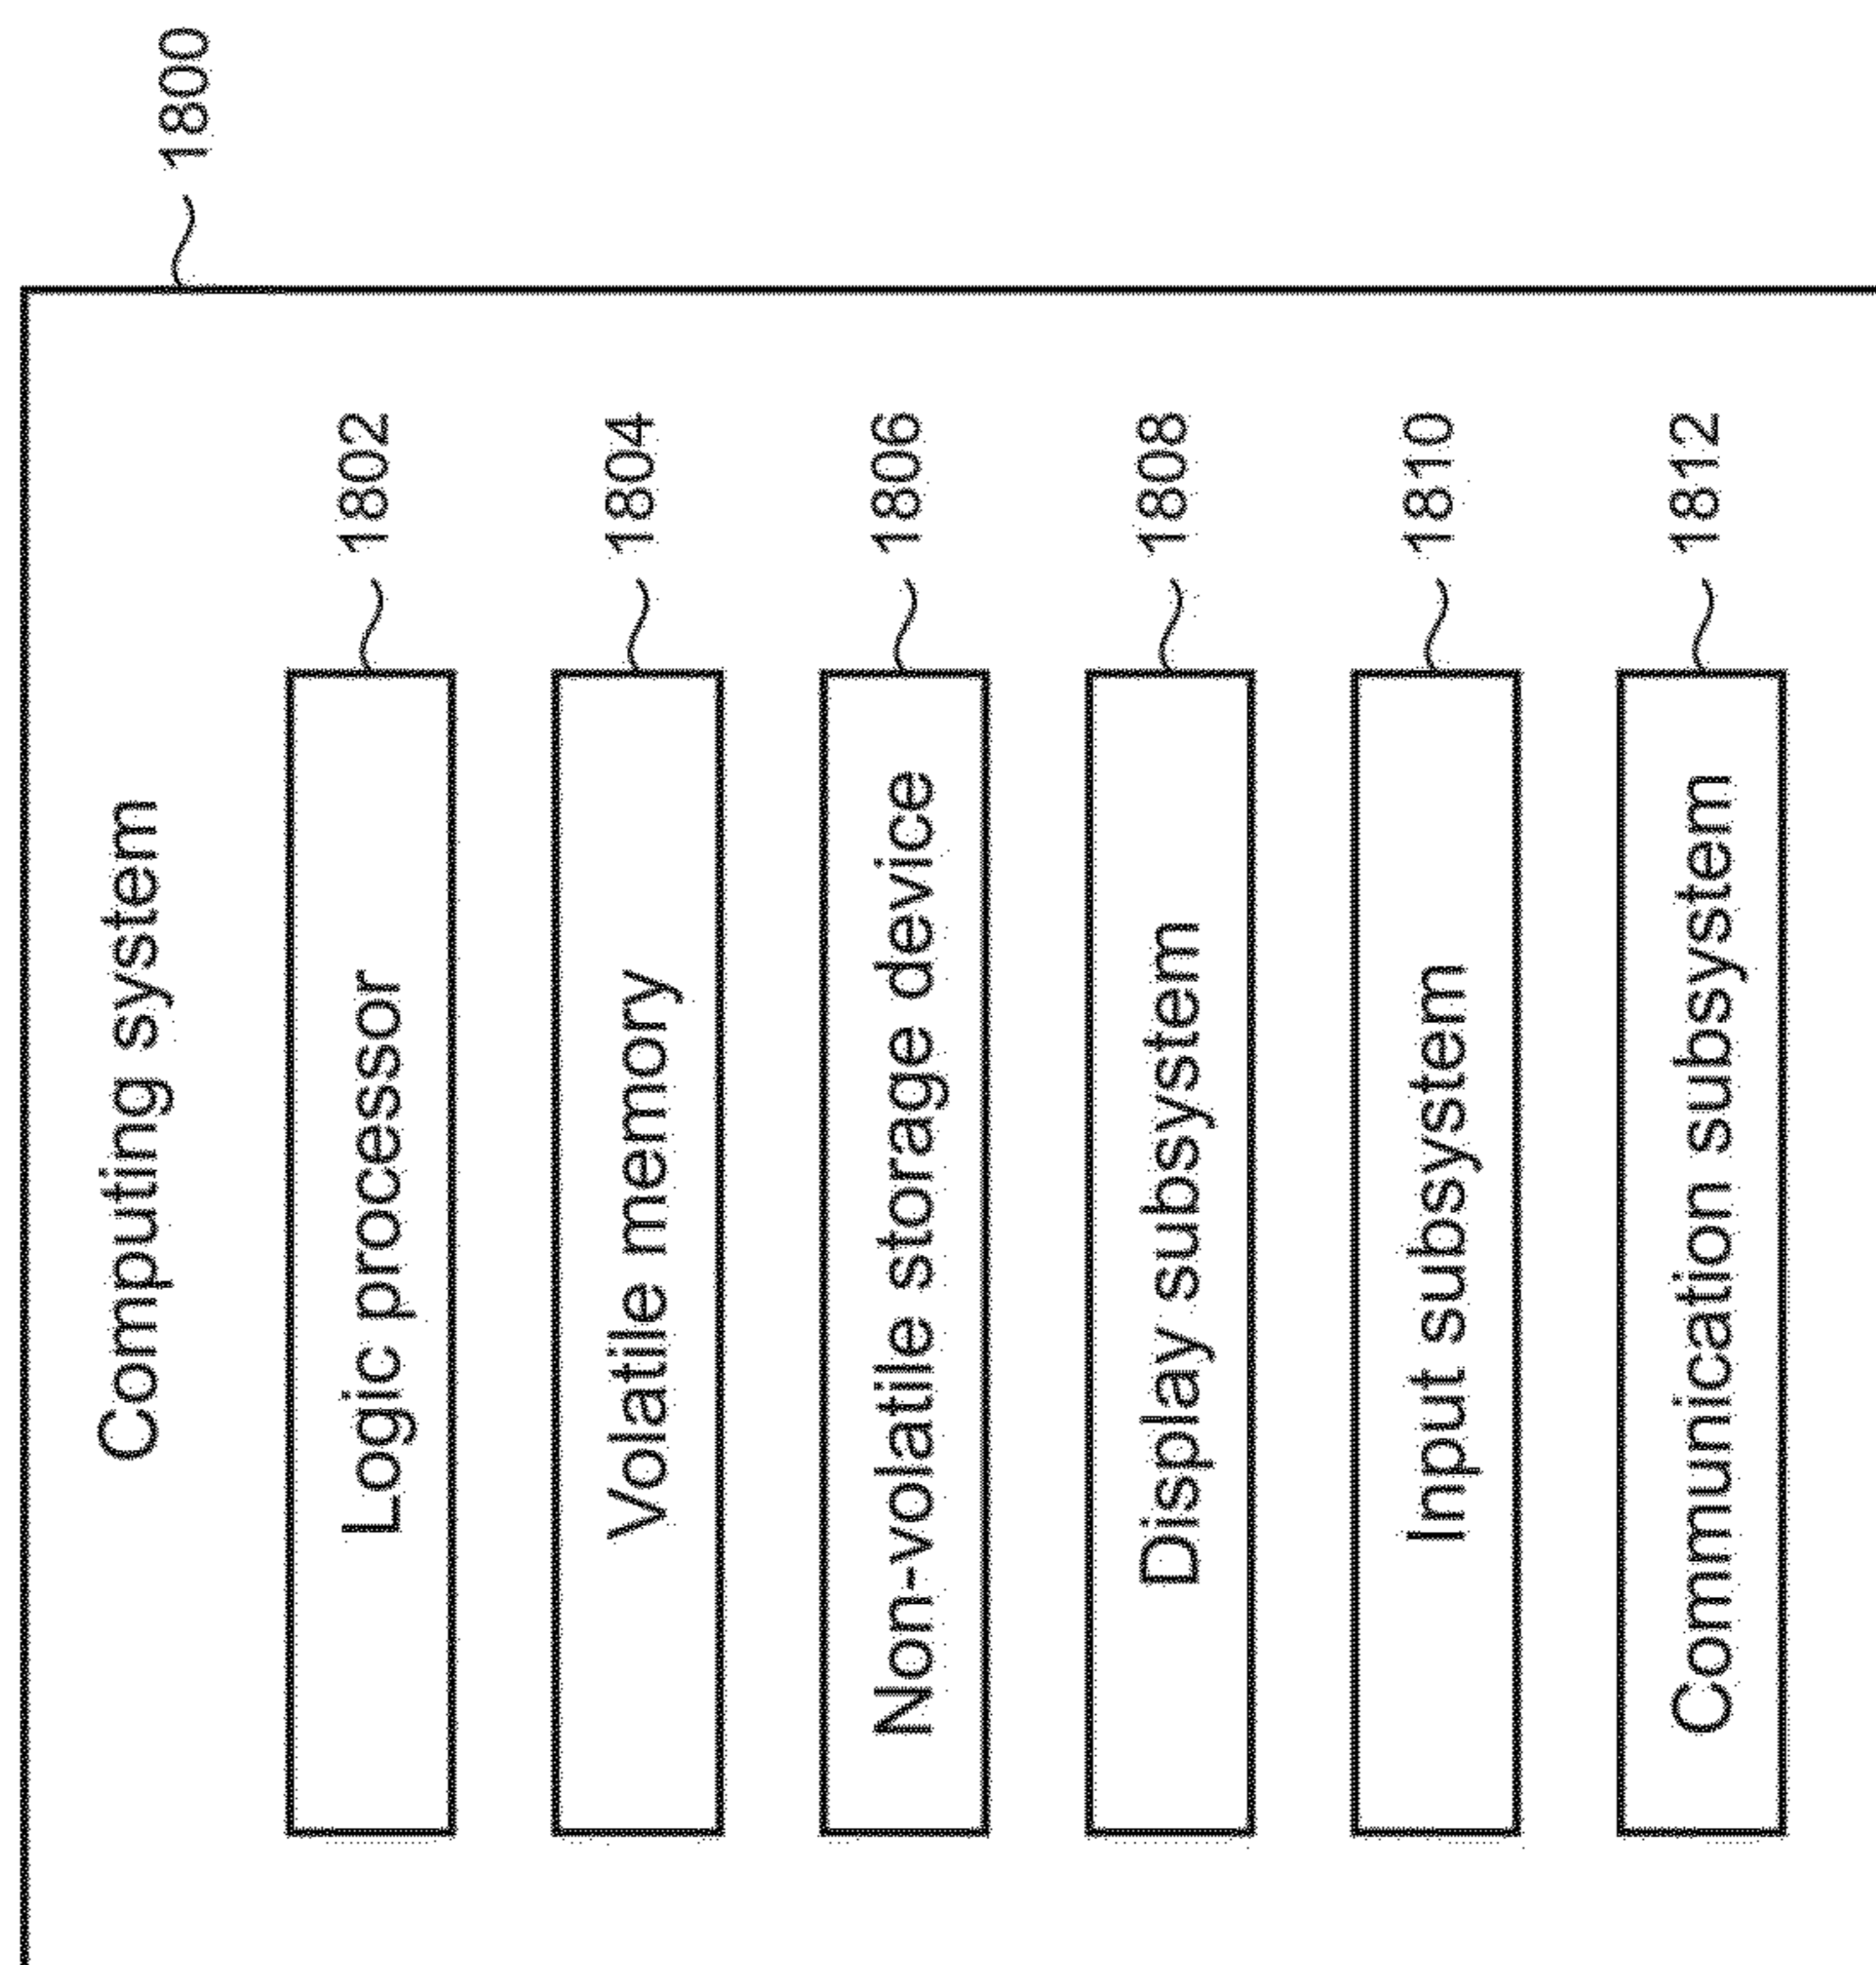 1800
Computing system
Logic processor 1802
Volatile memory 1804
Non-volatile storage device 1806
Display subsystem 1808
Input subsystem 1810
Communication subsystem 1812